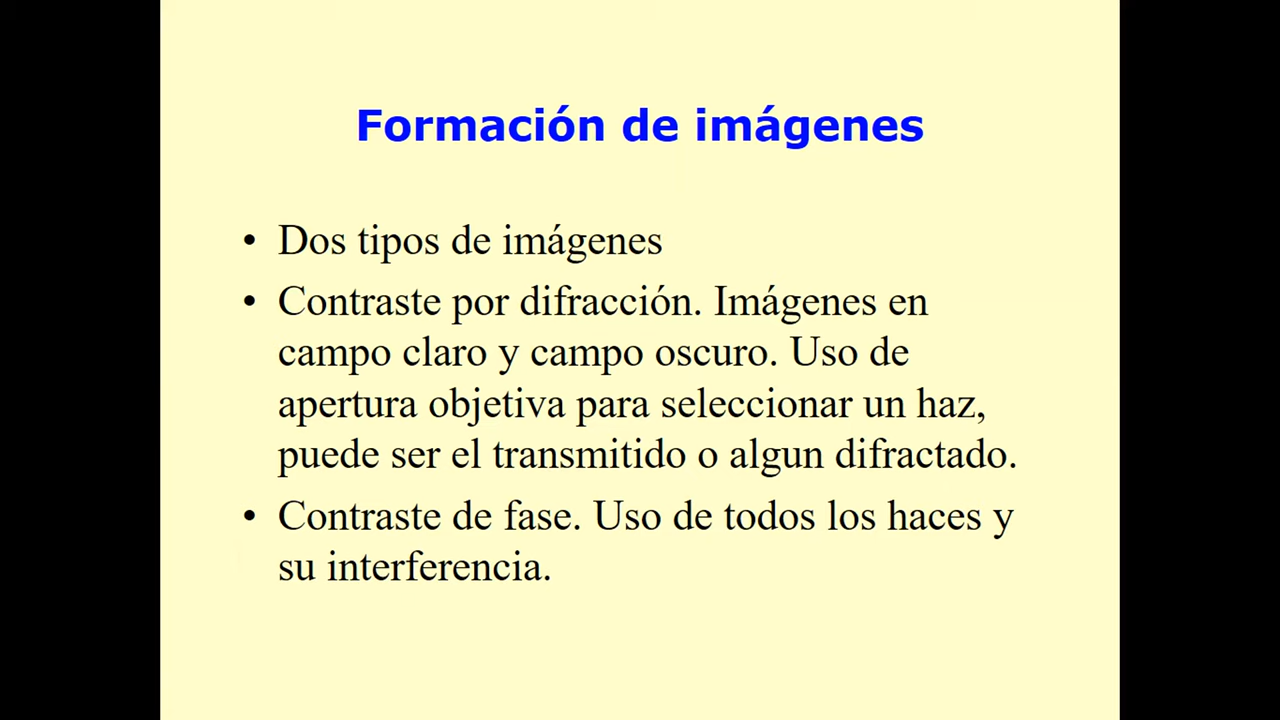 Formación de imágenes
• Dos tipos de imágenes
• Contraste por difracción. Imágenes en
campo claro y campo oscuro. Uso de
apertura objetiva para seleccionar un haz,
puede ser el transmitido o algun difractado.
• Contraste de fase. Uso de todos los haces y
su interferencia.